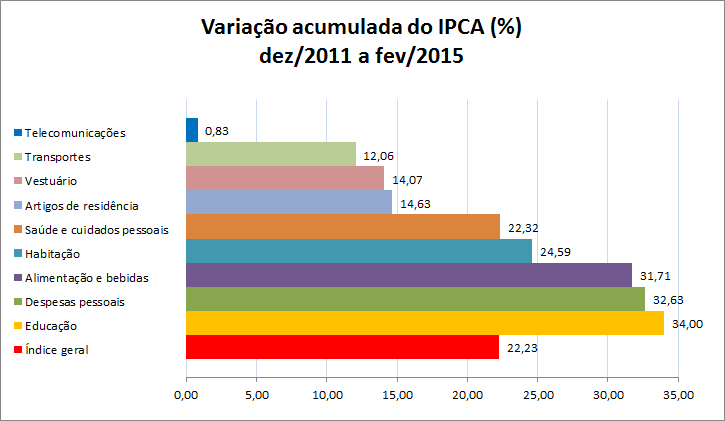 Variação acumulada do IPCA (%)
dez/2011 a fev/2015
Telecomunicações 0,83
Transportes 12,06
Vestuário 14,07
Artigos de residência 14,63
Saúde e cuidados pessoais 22,32
Habitação 24,59
Alimentação e bebidas 31,71
Despesas pessoais 32,63
Educação 34,00
Índice geral 22,23
0,00 5,00 10,00 15,00 20,00 25,00 30,00 35,00